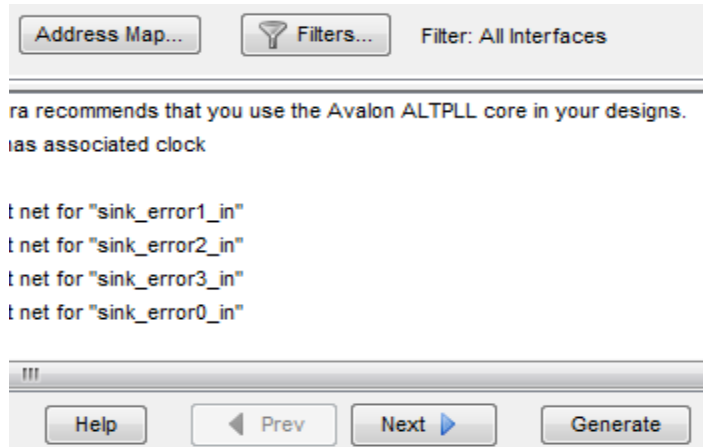 Address Map... Filters... Filter: All Interfaces
ra recommends that you use the Avalon ALTPLL core in your designs.
as associated clock
t net for "sink_error1_in"
t net for "sink_error2_in"
t net for "sink_error3_in"
t net for "sink_error0_in"
Help Prev Next Generate